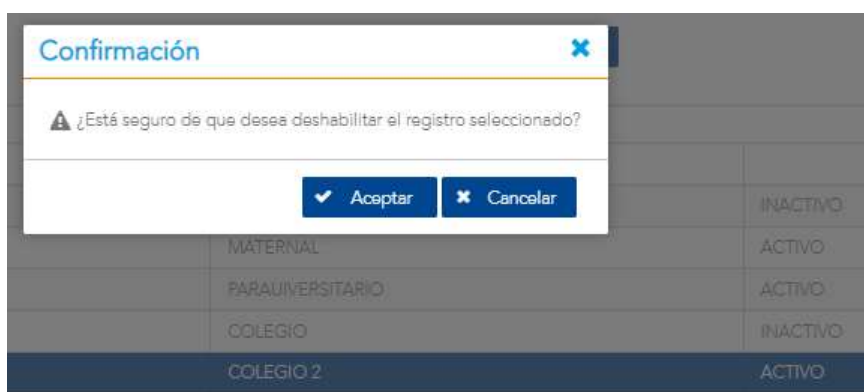 Confirmación
¿Está seguro de que desea deshabilitar el registro seleccionado?
Aceptar
Cancelar
INACTIVO
MATERNAL ACTIVO
PARAUIVERSITARIO ACTIVO
COLEGIO INACTIVO
COLEGIO 2 ACTIVO